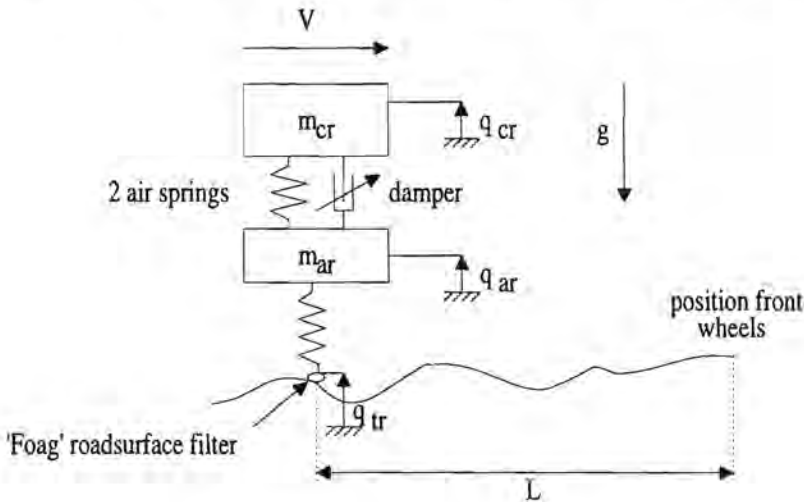 V
m_cr
q_cr
g
2 air springs
damper
m_ar
q_ar
position front
wheels
q_tr
'Foag' roadsurface filter
L